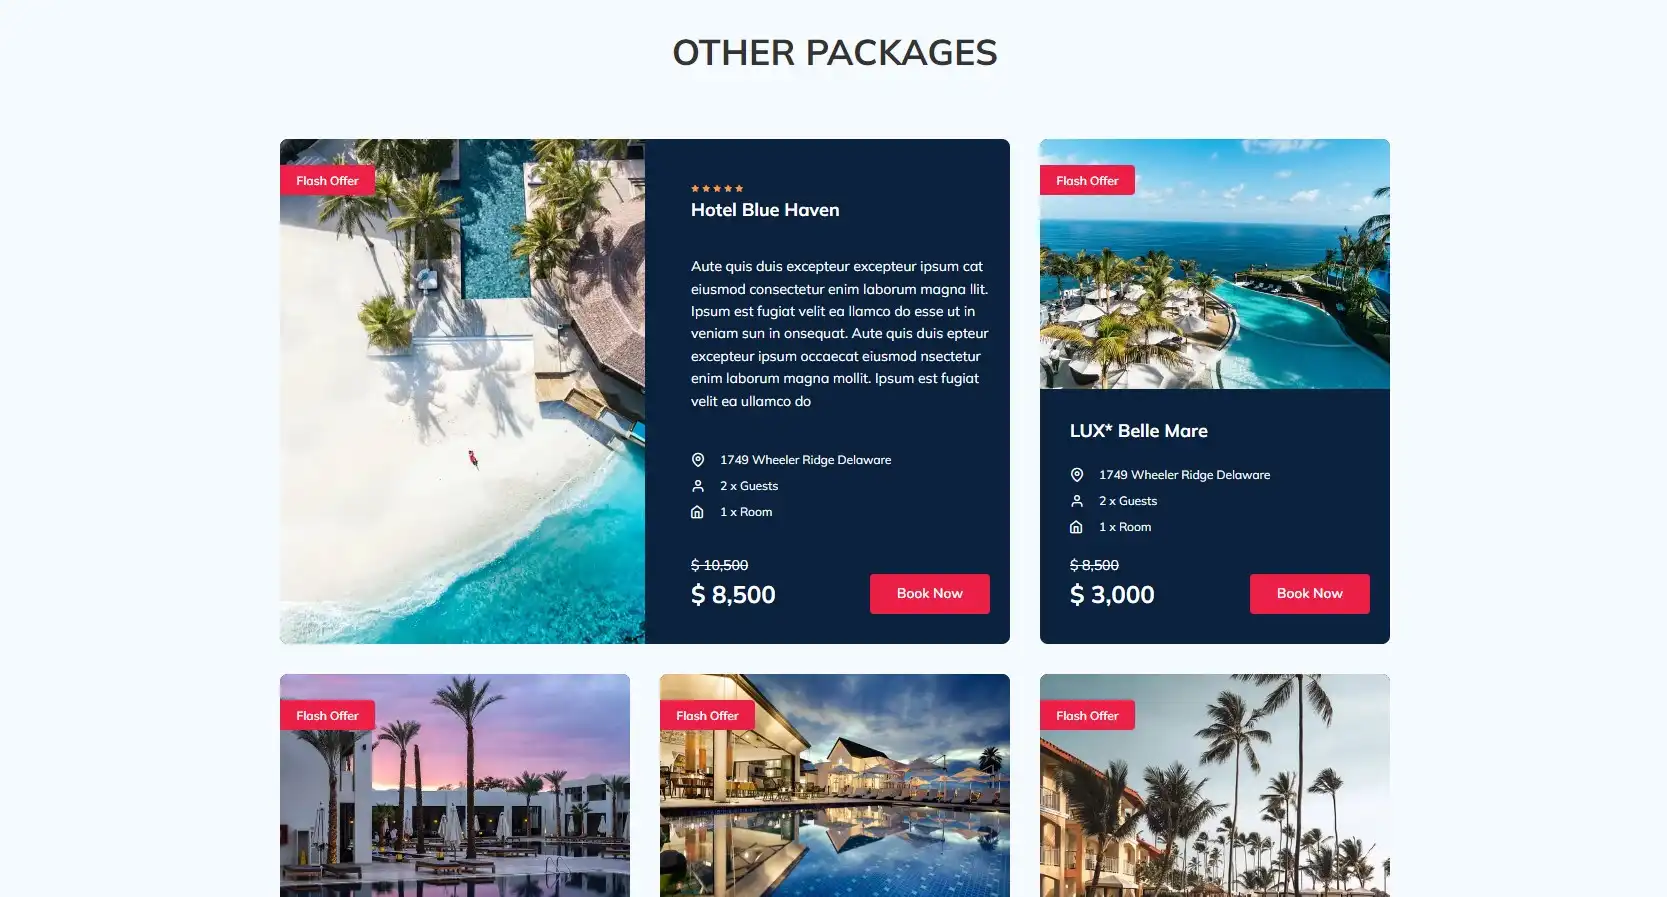 OTHER PACKAGES
Flash Offer
Hotel Blue Haven
Aute quis duis excepteur excepteur ipsum cat
eiusmod consectetur enim laborum magna llit.
Ipsum est fugiat velit ea llamco do esse ut in
veniam sun in onsequat. Aute quis duis epteur
excepteur ipsum occaecat eiusmod nsectetur
enim laborum magna mollit. Ipsum est fugiat
velit ea ullamco do
1749 Wheeler Ridge Delaware
2 x Guests
1 x Room
$ 10,500
$ 8,500
Book Now
Flash Offer
LUX* Belle Mare
1749 Wheeler Ridge Delaware
2 x Guests
1 x Room
$ 8,500
$ 3,000
Book Now
Flash Offer
Flash Offer
Flash Offer